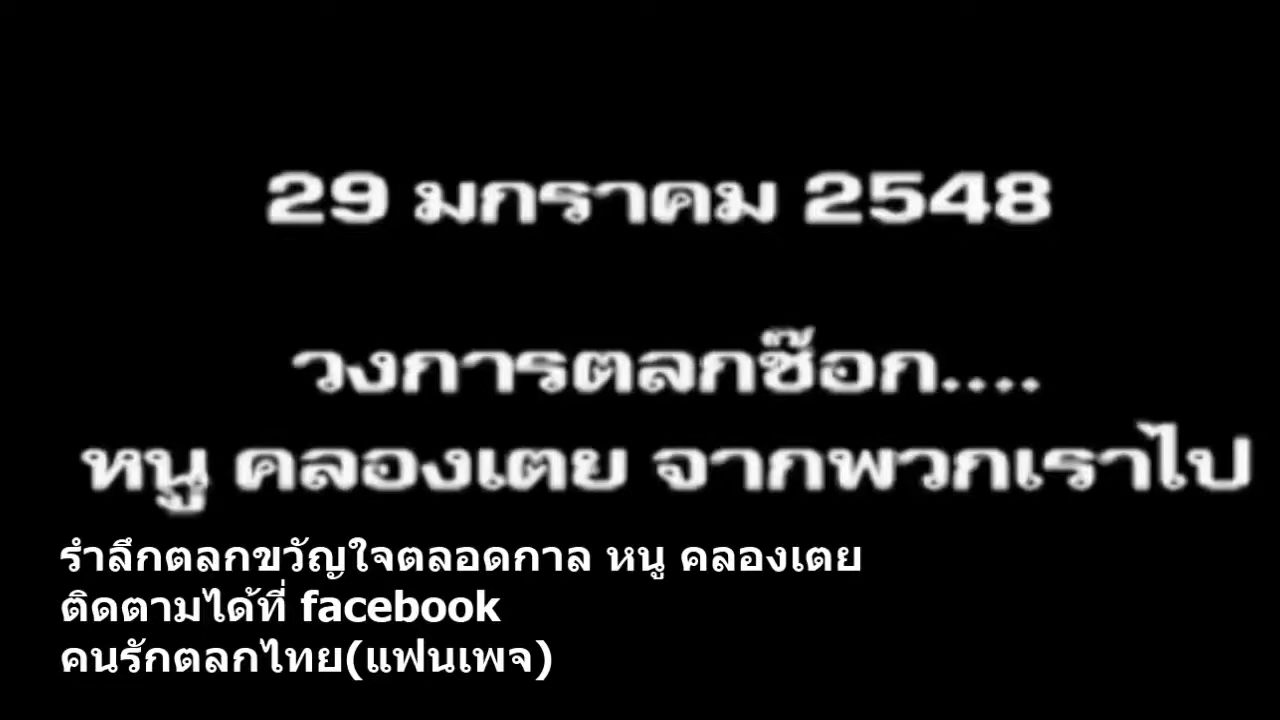 29 มกราคม 2548
วงการตลกซ๊อก....
หนู คลองเตย จากพวกเราไป
รำลึกตลกขวัญใจตลอดกาล หนู คลองเตย
ติดตามได้ที่ facebook
คนรักตลกไทย(แฟนเพจ)